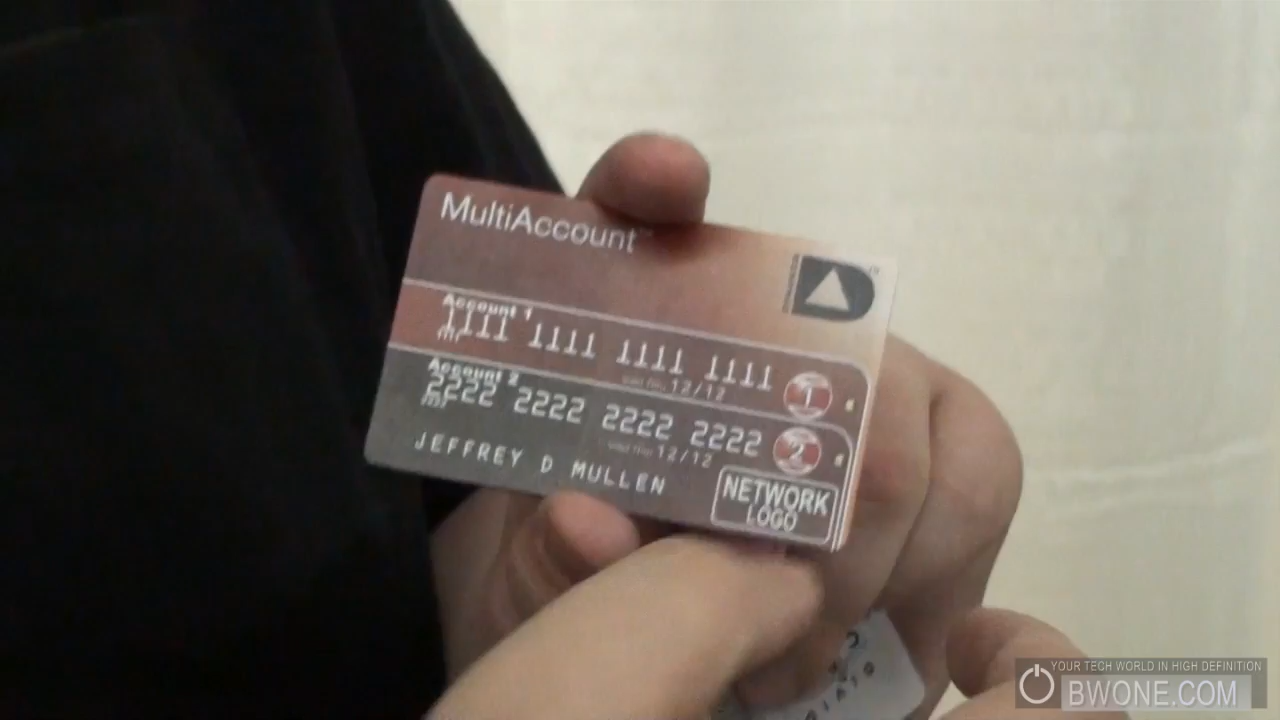 MultiAccount™
Account 1
1111 1111 1111 1111
12/12
1
Account 2
2222 2222 2222 2222
12/12
2
JEFFREY D MULLEN
NETWORK
LOGO
YOUR TECH WORLD IN HIGH DEFINITION
BWONE.COM